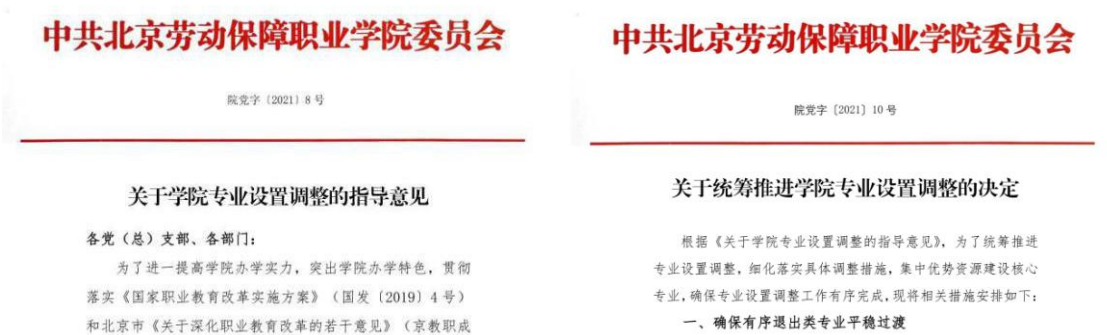 中共北京劳动保障职业学院委员会
院党字〔2021〕8号
关于学院专业设置调整的指导意见
各党（总）支部、各部门：
为了进一提高学院办学实力，突出学院办学特色，贯彻
落实《国家职业教育改革实施方案》（国发〔2019〕4号）
和北京市《关于深化职业教育改革的若干意见》（京教职成
中共北京劳动保障职业学院委员会
院党字〔2021〕10号
关于统筹推进学院专业设置调整的决定
根据《关于学院专业设置调整的指导意见》，为了统筹推进
专业设置调整，细化落实具体调整措施，集中优势资源建设核心
专业，确保专业设置调整工作有序完成，现将相关措施安排如下：
一、确保有序退出类专业平稳过渡